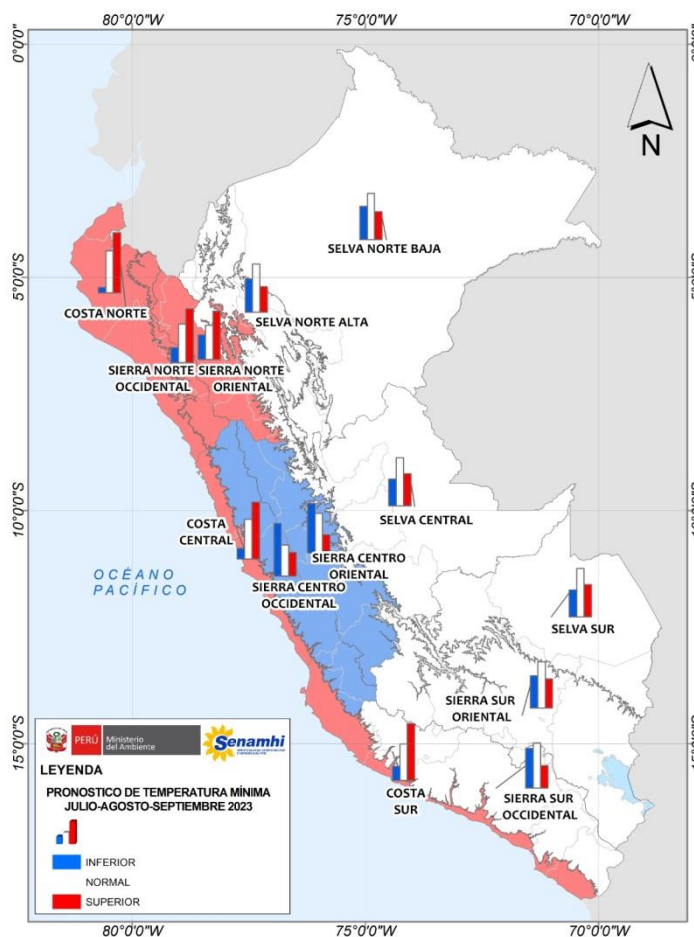 80°0'0"W 75°0'0"W 70°0'0"W
0°0'0"
N
SELVA NORTE BAJA
5°0'0"S
COSTA NORTE
SELVA NORTE ALTA
SIERRA NORTE
OCCIDENTAL
SIERRA NORTE
ORIENTAL
10°0'0"S
SELVA CENTRAL
COSTA
CENTRAL
SIERRA CENTRO
ORIENTAL
SIERRA CENTRO
OCCIDENTAL
OCÉANO
PACÍFICO
SELVA SUR
SIERRA SUR
ORIENTAL
15°0'0"S
COSTA
SUR
SIERRA SUR
OCCIDENTAL
PERÚ
Ministerio
del Ambiente
Senamhi
LEYENDA
PRONOSTICO DE TEMPERATURA MÍNIMA
JULIO-AGOSTO-SEPTIEMBRE 2023
INFERIOR
NORMAL
SUPERIOR
80°0'0"W 75°0'0"W 70°0'0"W